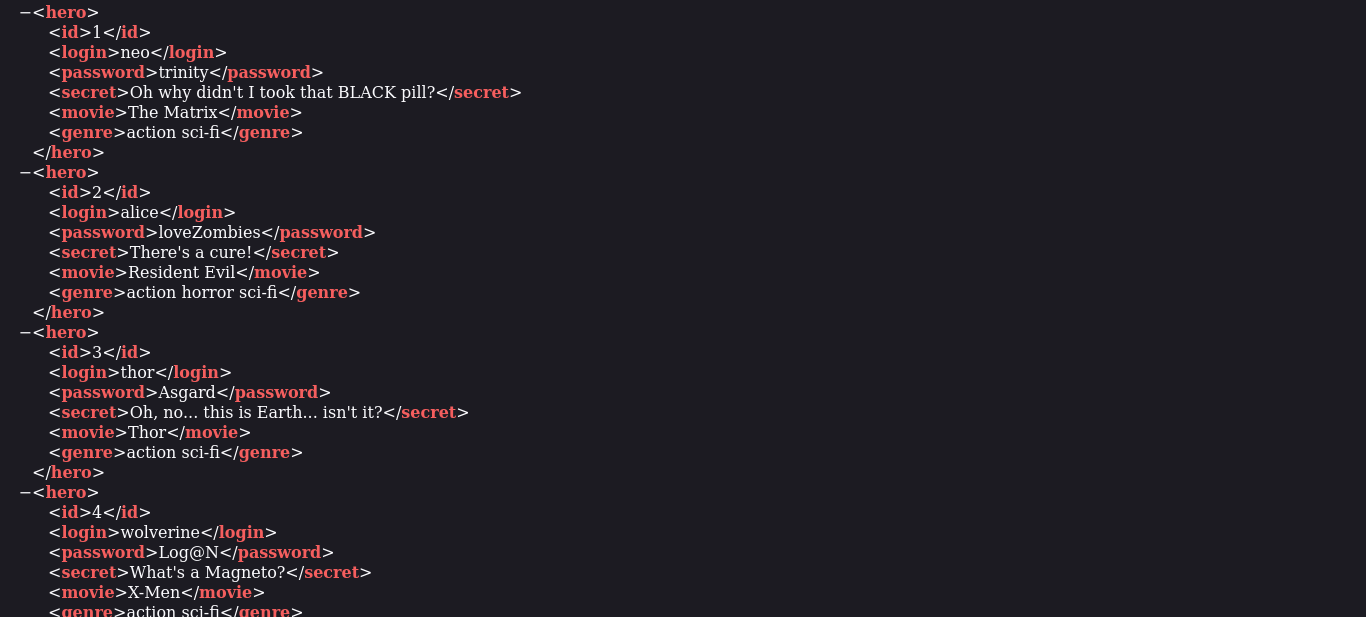 −<hero>
<id>1</id>
<login>neo</login>
<password>trinity</password>
<secret>Oh why didn't I took that BLACK pill?</secret>
<movie>The Matrix</movie>
<genre>action sci-fi</genre>
</hero>
−<hero>
<id>2</id>
<login>alice</login>
<password>loveZombies</password>
<secret>There's a cure!</secret>
<movie>Resident Evil</movie>
<genre>action horror sci-fi</genre>
</hero>
−<hero>
<id>3</id>
<login>thor</login>
<password>Asgard</password>
<secret>Oh, no... this is Earth... isn't it?</secret>
<movie>Thor</movie>
<genre>action sci-fi</genre>
</hero>
−<hero>
<id>4</id>
<login>wolverine</login>
<password>Log@N</password>
<secret>What's a Magneto?</secret>
<movie>X-Men</movie>
<genre>action sci-fi</genre>